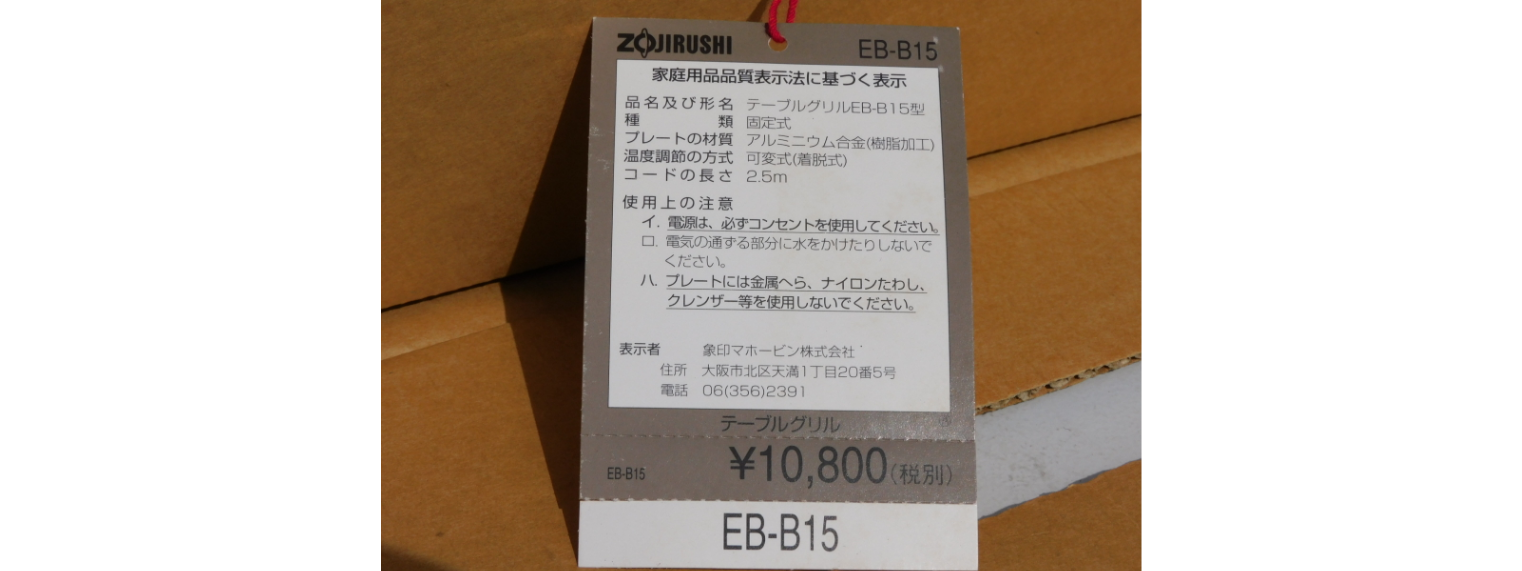 ZOJIRUSHI EB-B15
家庭用品品質表示法に基づく表示
品名及び形名 テーブルグリルEB-B15型
種類 固定式
プレートの材質 アルミニウム合金(樹脂加工)
温度調節の方式 可変式(着脱式)
コードの長さ 2.5m
使用上の注意
イ. 電源は、必ずコンセントを使用してください。
ロ. 電気の通ずる部分に水をかけたりしないで
ください。
ハ. プレートには金属へら、ナイロンたわし、
クレンザー等を使用しないでください。
表示者 象印マホービン株式会社
住所 大阪市北区天満1丁目20番5号
電話 06(356)2391
テーブルグリル
EB-B15 ¥10,800(税別)
EB-B15